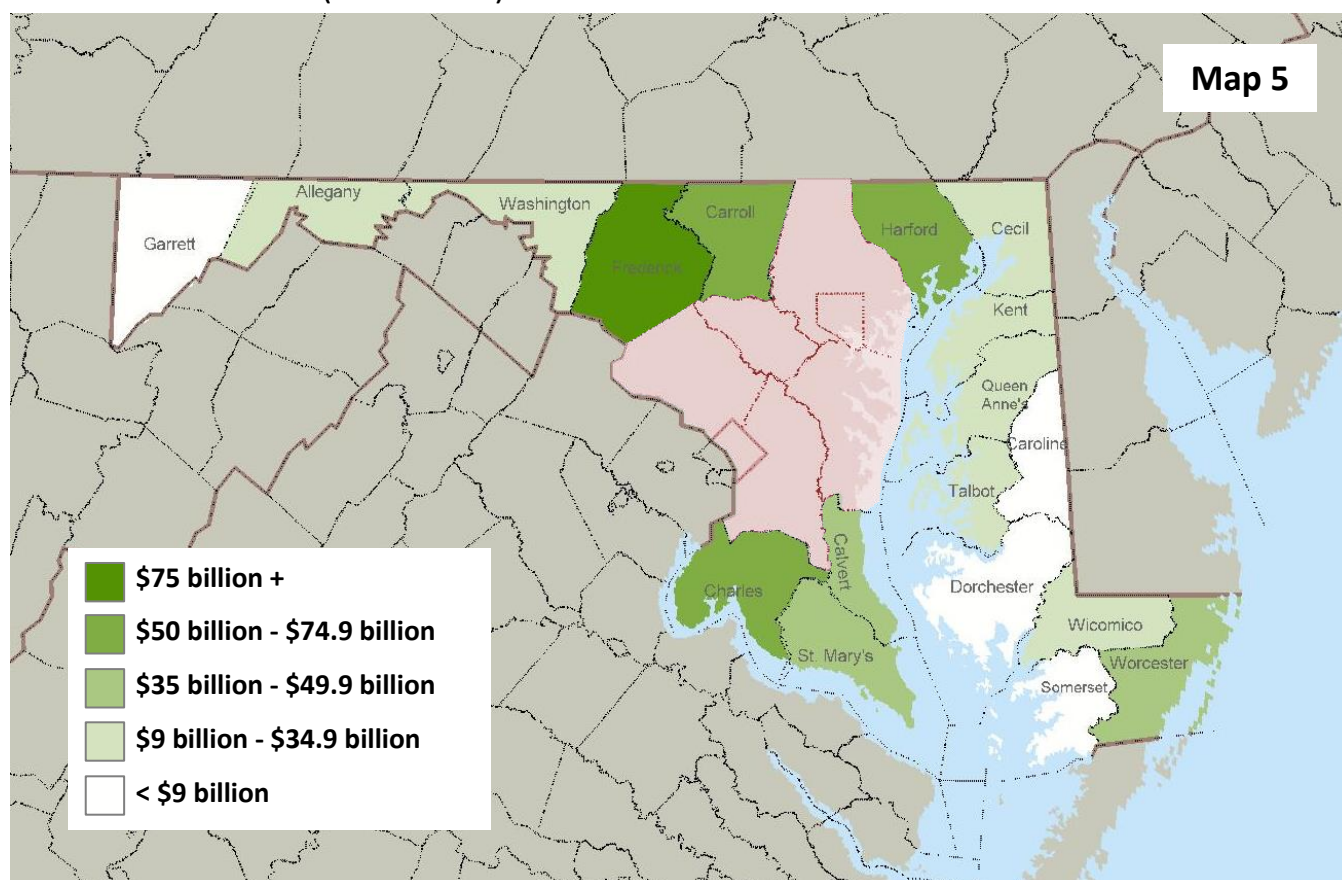 Map 5
Allegany
Washington
Garrett
Frederick
Carroll
Harford
Cecil
Kent
Queen
Anne's
Caroline
Talbot
Calvert
Charles
Dorchester
St. Mary's
Wicomico
Worcester
Somerset
$75 billion +
$50 billion - $74.9 billion
$35 billion - $49.9 billion
$9 billion - $34.9 billion
< $9 billion